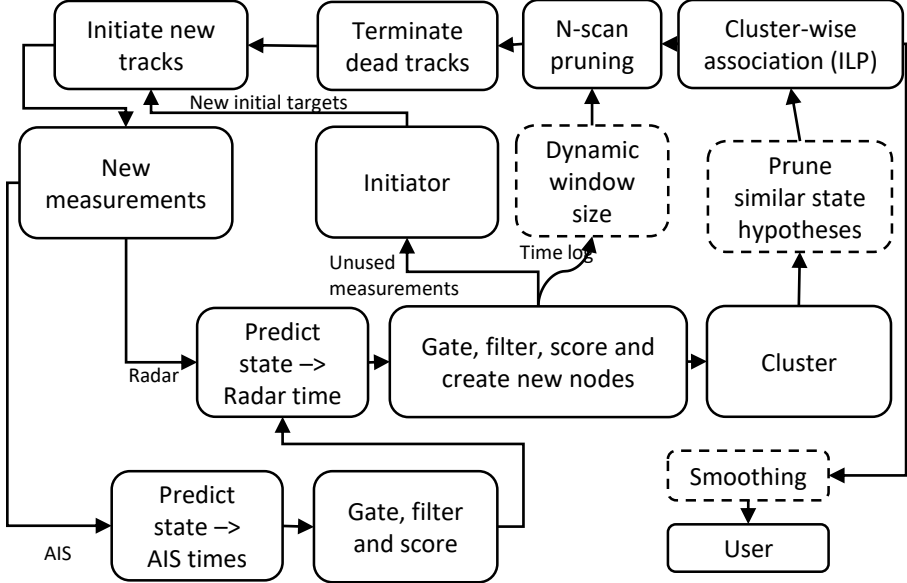 Initiate new
tracks
Terminate
dead tracks
N-scan
pruning
Cluster-wise
association (ILP)
New initial targets
New
measurements
Initiator
Dynamic
window
size
Prune
similar state
hypotheses
Unused
measurements
Time log
Radar
Predict
state –>
Radar time
Gate, filter, score and
create new nodes
Cluster
AIS
Predict
state –>
AIS times
Gate, filter
and score
Smoothing
User